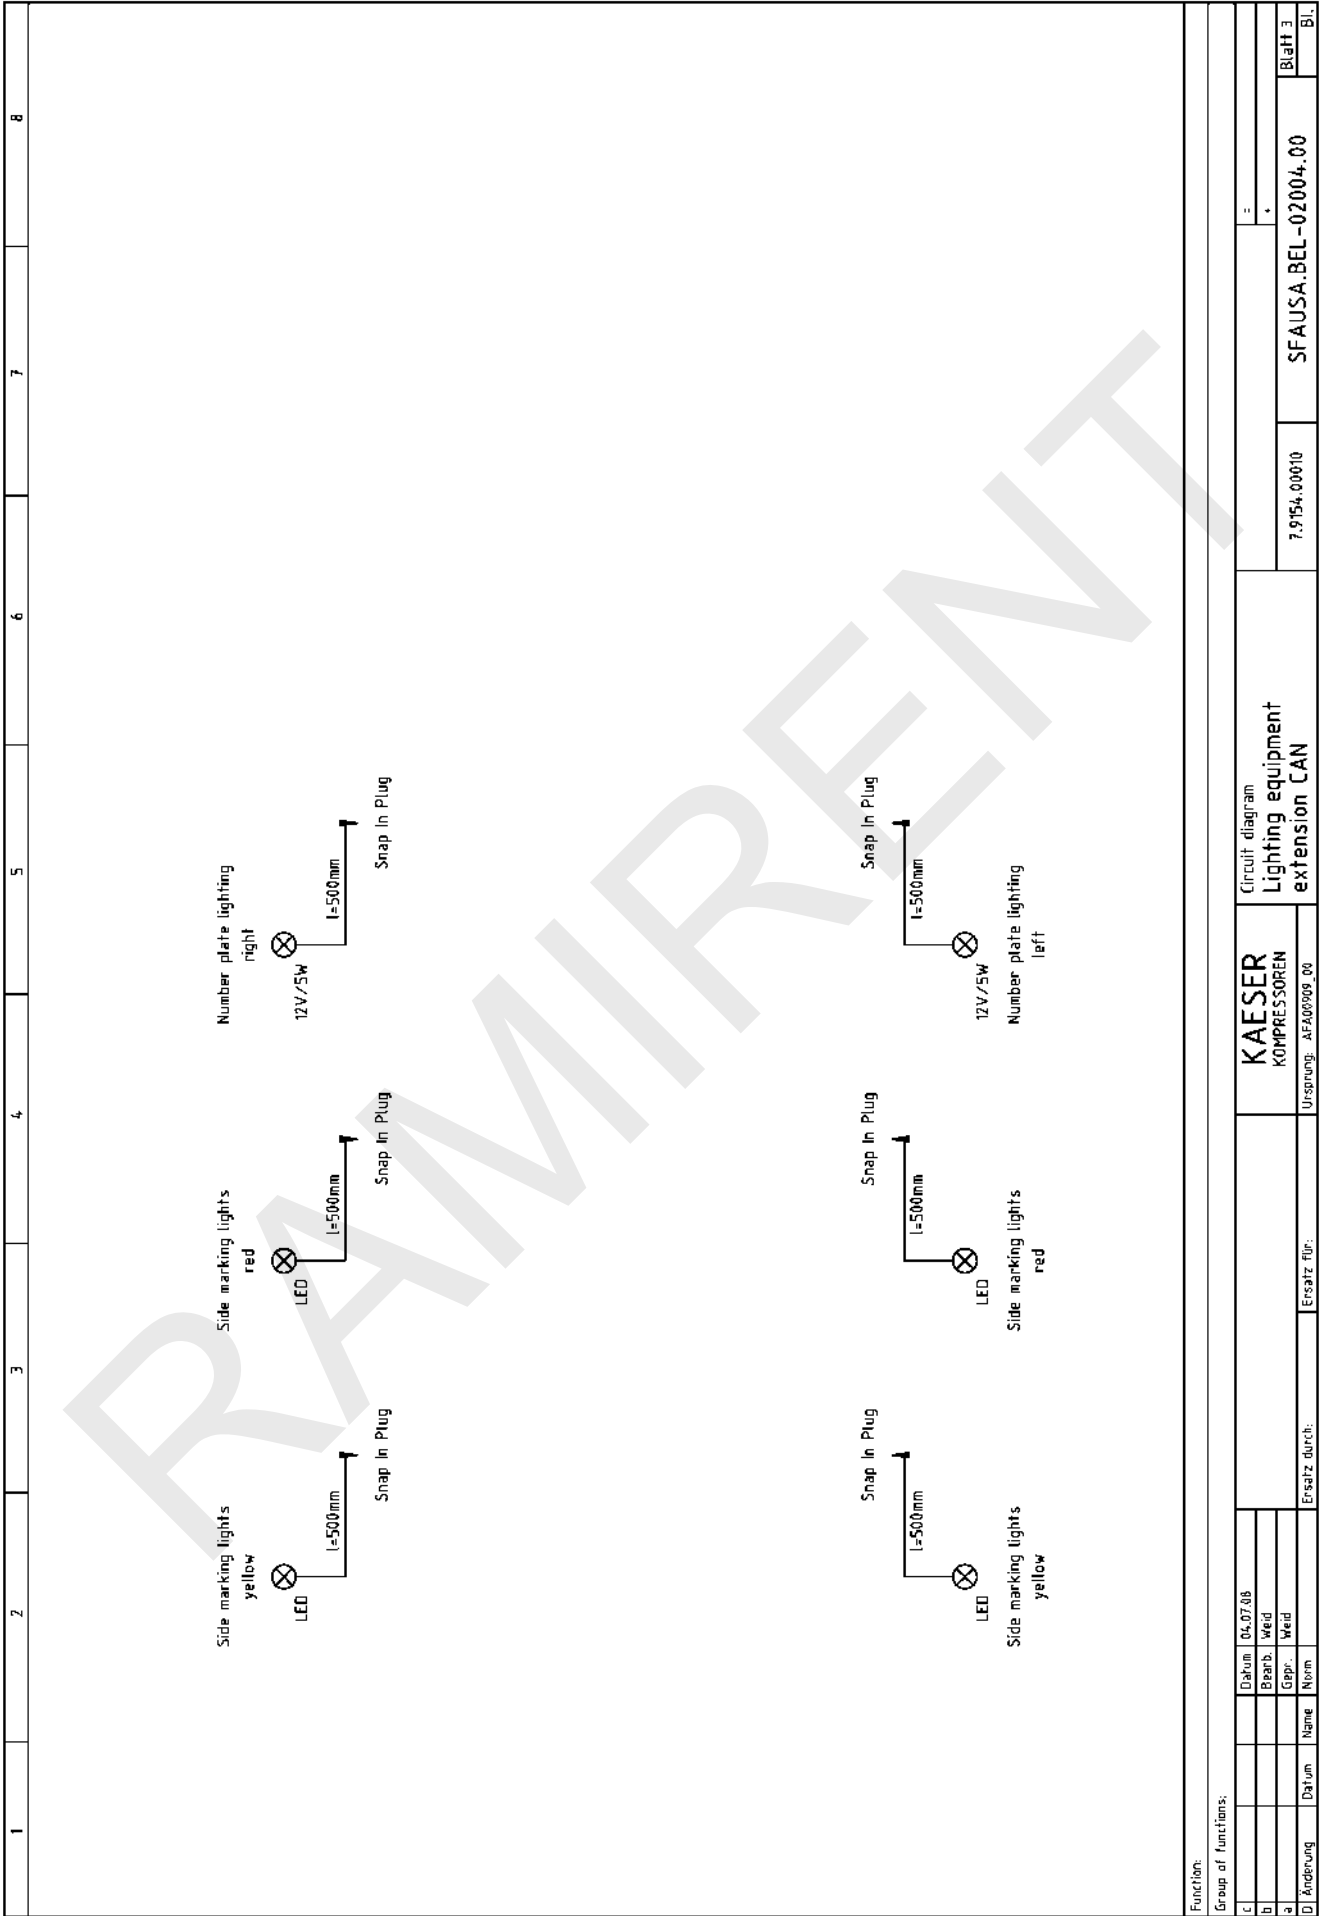 1 2 3 4 5 6 7 8
Side marking lights
yellow
LED
l=500mm
Snap In Plug
Side marking lights
red
LED
l=500mm
Snap In Plug
Number plate lighting
right
12V/5W
l=500mm
Snap In Plug
Snap In Plug
l=500mm
LED
Side marking lights
yellow
Snap In Plug
l=500mm
LED
Side marking lights
red
Snap In Plug
l=500mm
12V/5W
Number plate lighting
left
RAMIRENT
Function:
Group of functions:
c
b
a
D Änderung Datum Name
Datum 04.07.08
Bearb. Weid
Gepr. Weid
Norm
Ersatz durch:
Ersatz für:
KAESER
KOMPRESSOREN
Ursprung: AFA00909_00
Circuit diagram
Lighting equipment
extension CAN
=
+
7.9154.00010
SFAUSA.BEL-02004.00
Blatt 3
Bl.